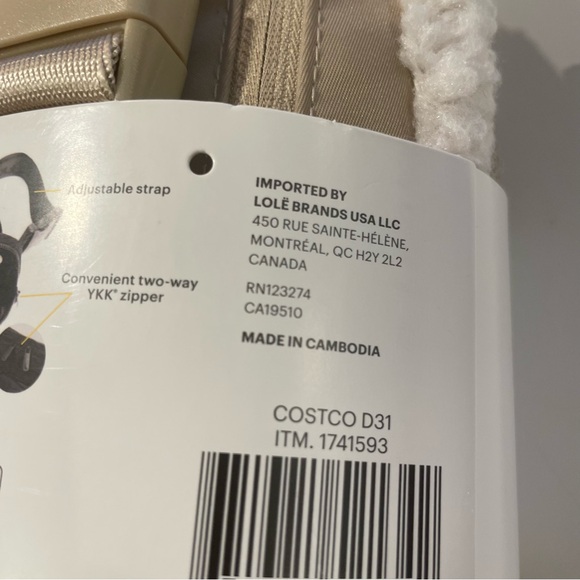 Adjustable strap
Convenient two-way
YKK® zipper
IMPORTED BY
LOLË BRANDS USA LLC
450 RUE SAINTE-HÉLÈNE,
MONTRÉAL, QC H2Y 2L2
CANADA
RN123274
CA19510
MADE IN CAMBODIA
COSTCO D31
ITM. 1741593